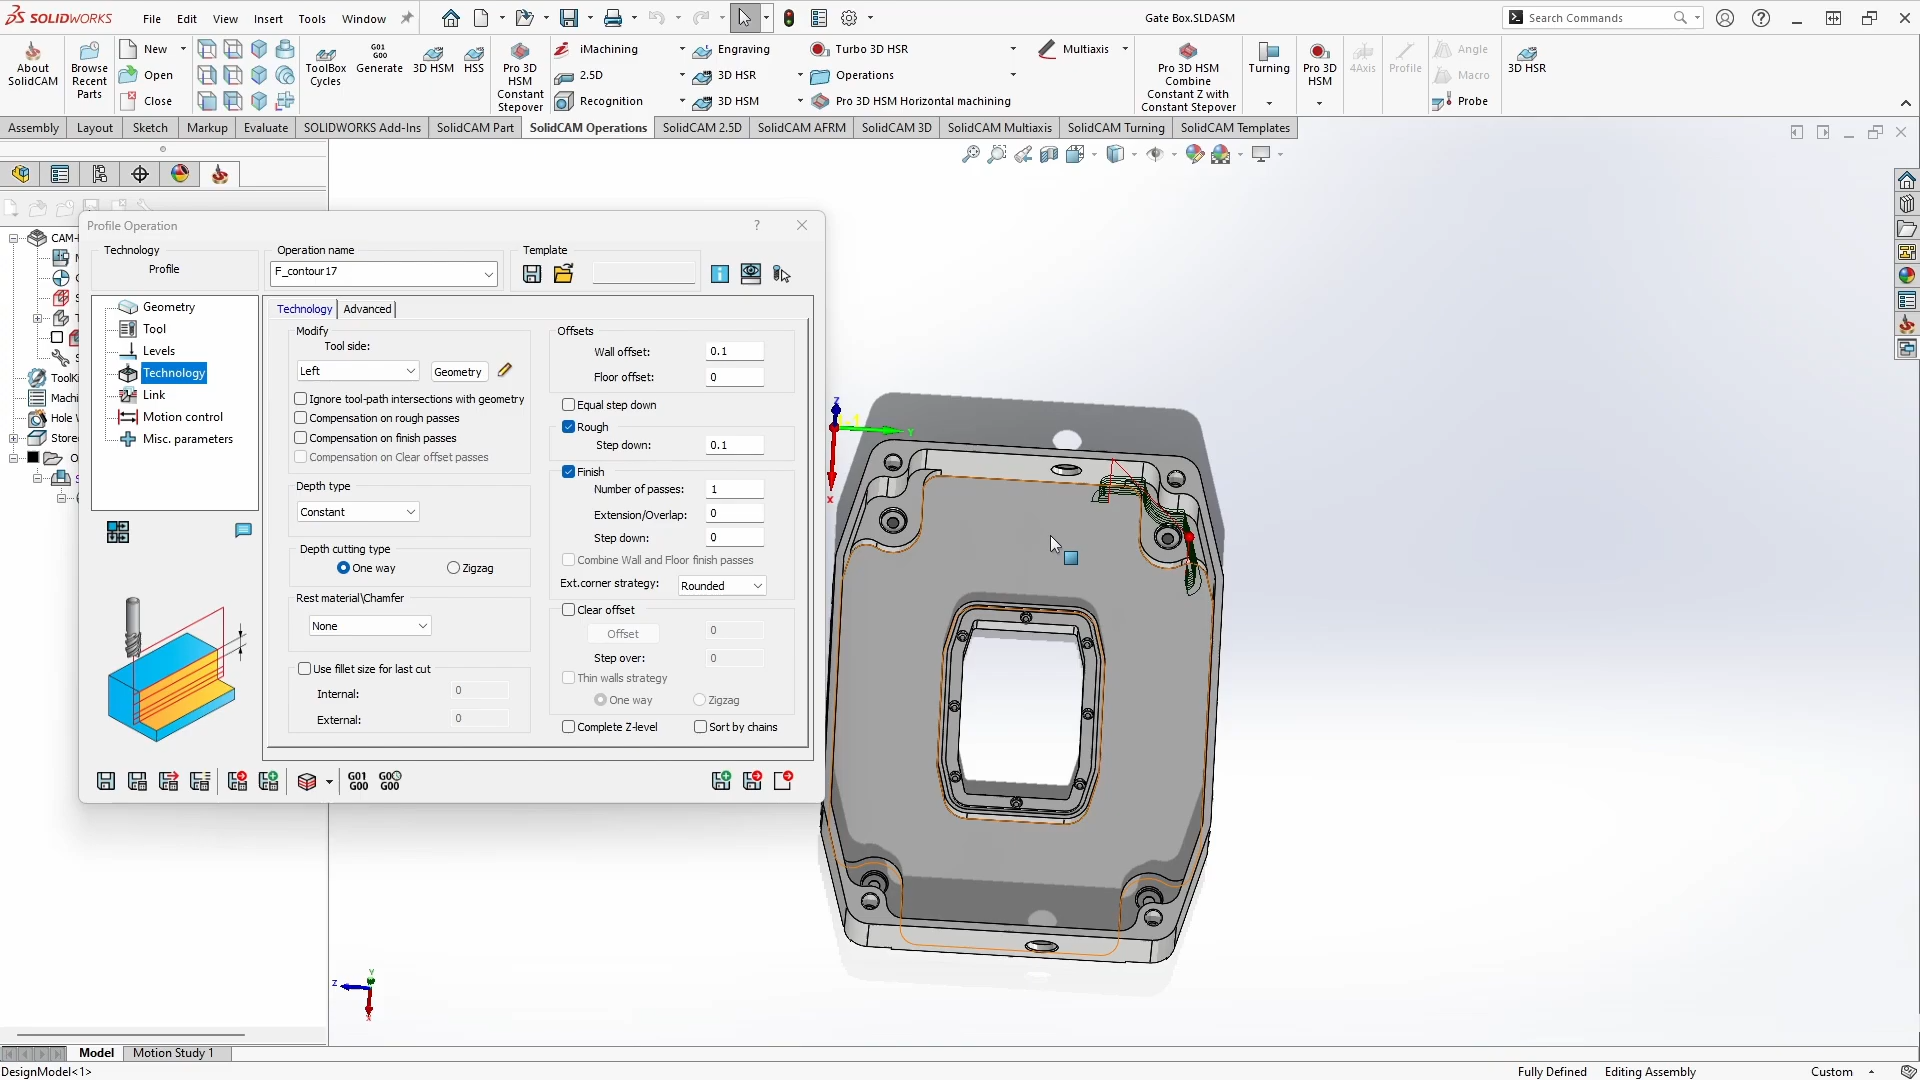 SOLIDWORKS
File Edit View Insert Tools Window
Gate Box.SLDASM
Search Commands
About SolidCAM
Browse Recent Parts
New
Open
Close
ToolBox Cycles
G01
G00
Generate
3D HSM
HSS
Pro 3D HSM Constant Stepover
iMachining
2.5D
Recognition
Engraving
3D HSR
3D HSM
Turbo 3D HSR
Operations
Pro 3D HSM Horizontal machining
Multiaxis
Pro 3D HSM Combine Constant Z with Constant Stepover
Turning
Pro 3D HSM
4Axis
Profile
Angle
Macro
Probe
3D HSR
Assembly Layout Sketch Markup Evaluate SOLIDWORKS Add-Ins SolidCAM Part SolidCAM Operations SolidCAM 2.5D SolidCAM AFRM SolidCAM 3D SolidCAM Multiaxis SolidCAM Turning SolidCAM Templates
CAM-
ToolKi
Machi
Hole W
Store
Profile Operation
?
Technology
Profile
Operation name
F_contour17
Template
Geometry
Tool
Levels
Technology
Link
Motion control
Misc. parameters
Technology Advanced
Modify
Tool side:
Left
Geometry
Ignore tool-path intersections with geometry
Compensation on rough passes
Compensation on finish passes
Compensation on Clear offset passes
Depth type
Constant
Depth cutting type
One way Zigzag
Rest material\Chamfer
None
Use fillet size for last cut
Internal: 0
External: 0
Offsets
Wall offset: 0.1
Floor offset: 0
Equal step down
Rough
Step down: 0.1
Finish
Number of passes: 1
Extension/Overlap: 0
Step down: 0
Combine Wall and Floor finish passes
Ext.corner strategy: Rounded
Clear offset
Offset 0
Step over: 0
Thin walls strategy
One way Zigzag
Complete Z-level Sort by chains
G01
G00
G00
G00
Z
Y
X
Y
Z
X
Model Motion Study 1
DesignModel<1>
Fully Defined Editing Assembly Custom